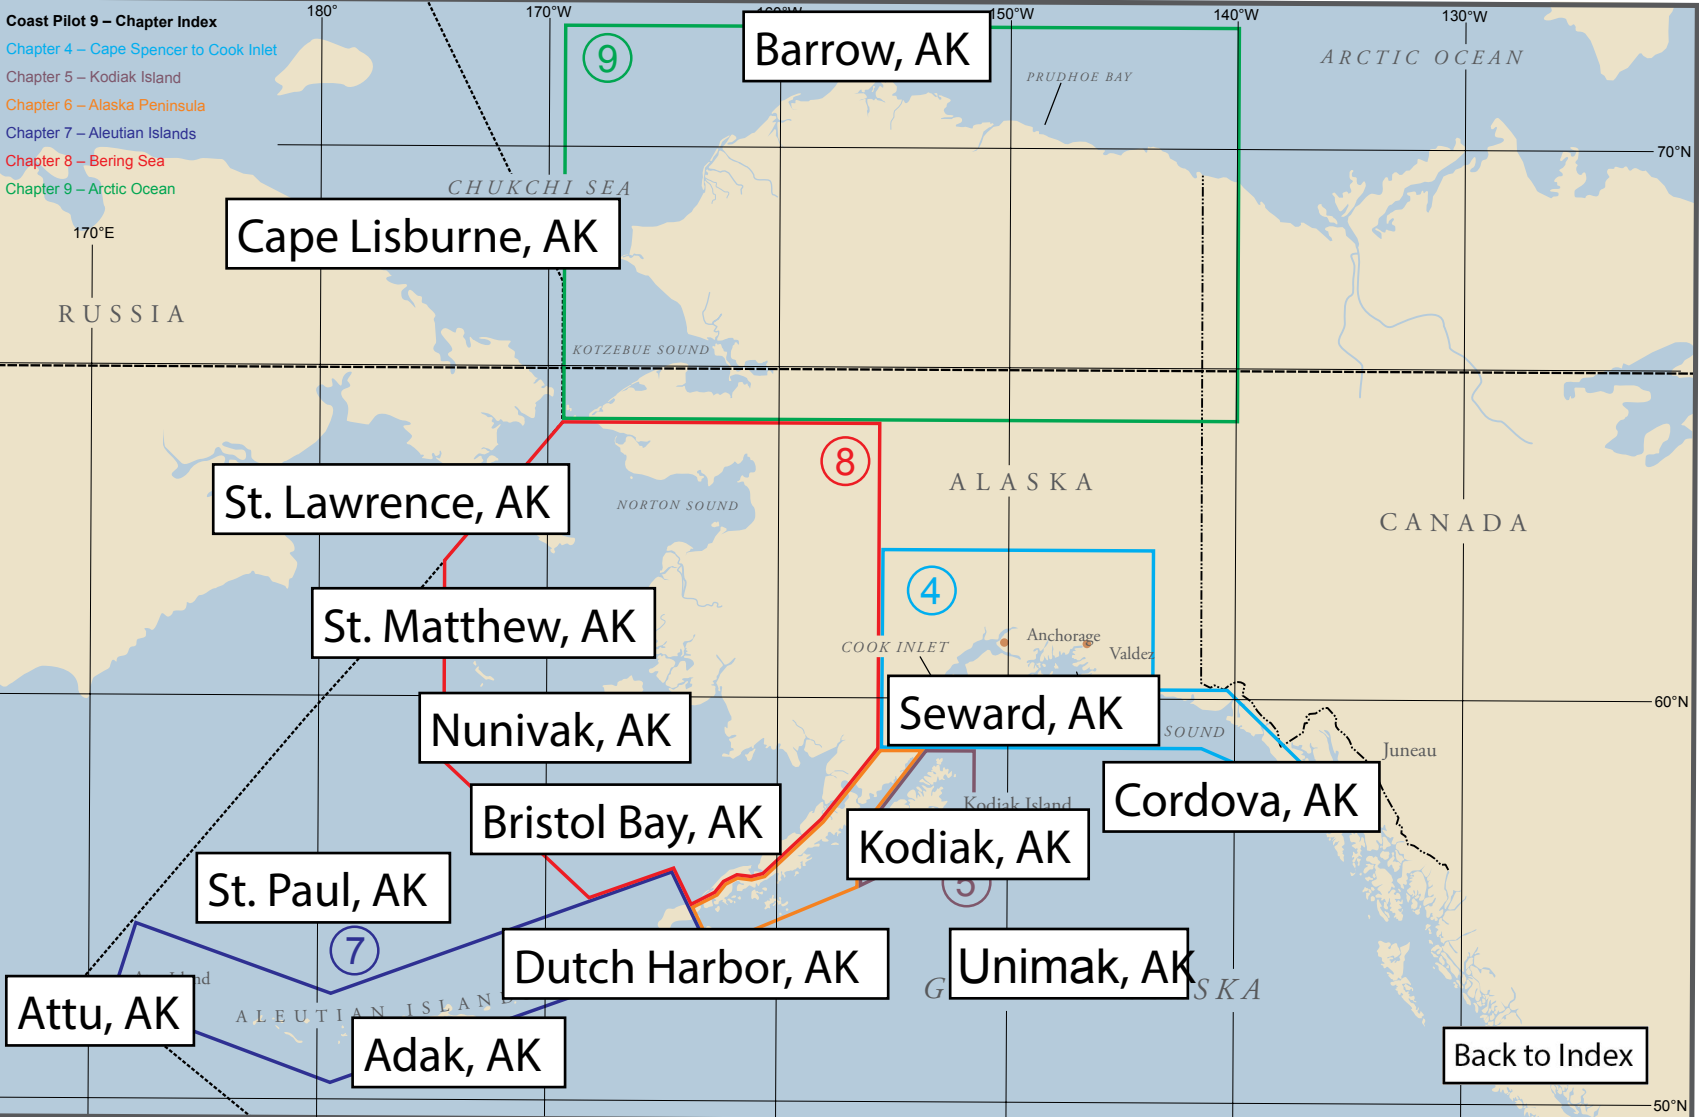 Coast Pilot 9 – Chapter Index
Chapter 4 – Cape Spencer to Cook Inlet
Chapter 5 – Kodiak Island
Chapter 6 – Alaska Peninsula
Chapter 7 – Aleutian Islands
Chapter 8 – Bering Sea
Chapter 9 – Arctic Ocean
180°
170°W
150°W
140°W
130°W
9
Barrow, AK
PRUDHOE BAY
ARCTIC OCEAN
70°N
CHUKCHI SEA
Cape Lisburne, AK
170°E
RUSSIA
KOTZEBUE SOUND
8
ALASKA
St. Lawrence, AK
NORTON SOUND
CANADA
4
St. Matthew, AK
Anchorage
COOK INLET
Valdez
60°N
Seward, AK
Nunivak, AK
SOUND
Juneau
Cordova, AK
Kodiak Island
Bristol Bay, AK
Kodiak, AK
5
St. Paul, AK
7
Dutch Harbor, AK
Unimak, AK
G
SKA
nd
ALEUTIAN ISLAND
Attu, AK
Adak, AK
Back to Index
50°N